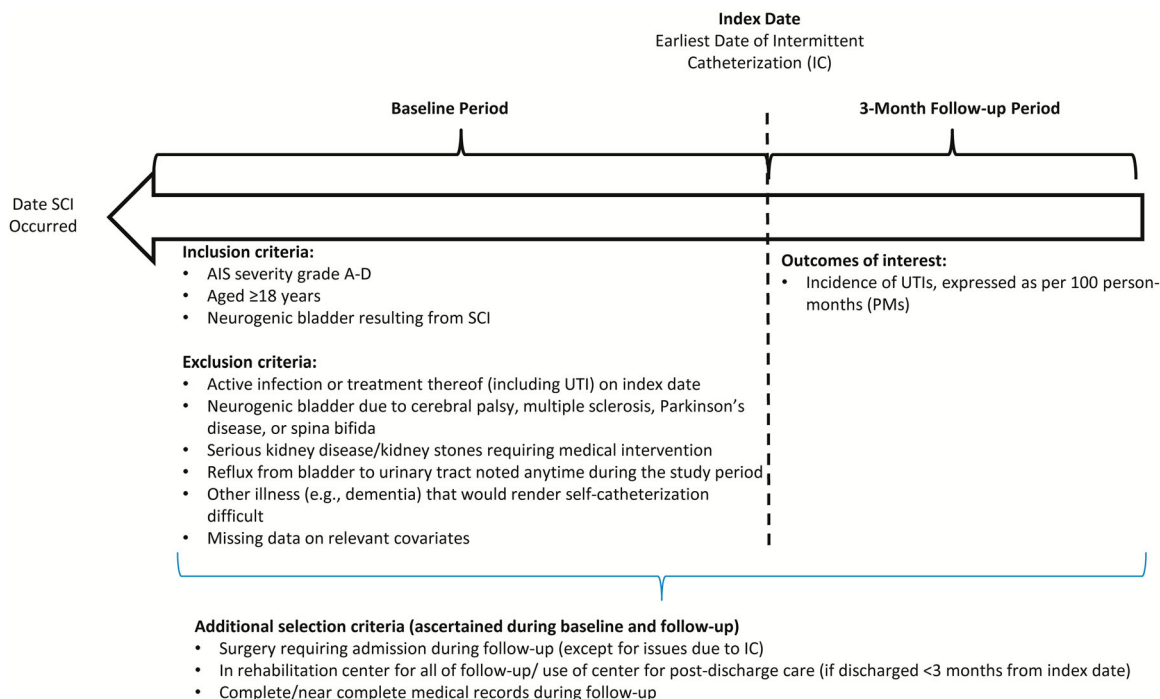 Index Date
Earliest Date of Intermittent
Catheterization (IC)
Baseline Period
3-Month Follow-up Period
Date SCI
Occurred
Inclusion criteria:
• AIS severity grade A-D
• Aged ≥18 years
• Neurogenic bladder resulting from SCI
Exclusion criteria:
• Active infection or treatment thereof (including UTI) on index date
• Neurogenic bladder due to cerebral palsy, multiple sclerosis, Parkinson's
disease, or spina bifida
• Serious kidney disease/kidney stones requiring medical intervention
• Reflux from bladder to urinary tract noted anytime during the study period
• Other illness (e.g., dementia) that would render self-catheterization
difficult
• Missing data on relevant covariates
Outcomes of interest:
• Incidence of UTIs, expressed as per 100 person-
months (PMs)
Additional selection criteria (ascertained during baseline and follow-up)
• Surgery requiring admission during follow-up (except for issues due to IC)
• In rehabilitation center for all of follow-up/ use of center for post-discharge care (if discharged <3 months from index date)
• Complete/near complete medical records during follow-up